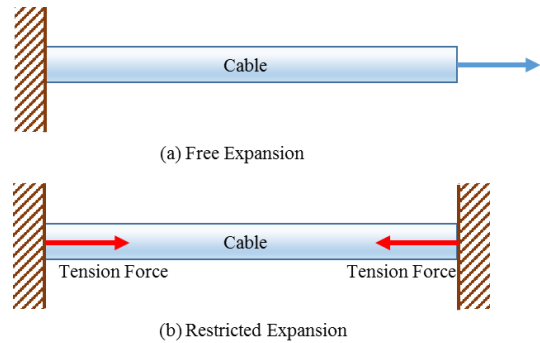 Cable
(a) Free Expansion
Cable
Tension Force
Tension Force
(b) Restricted Expansion